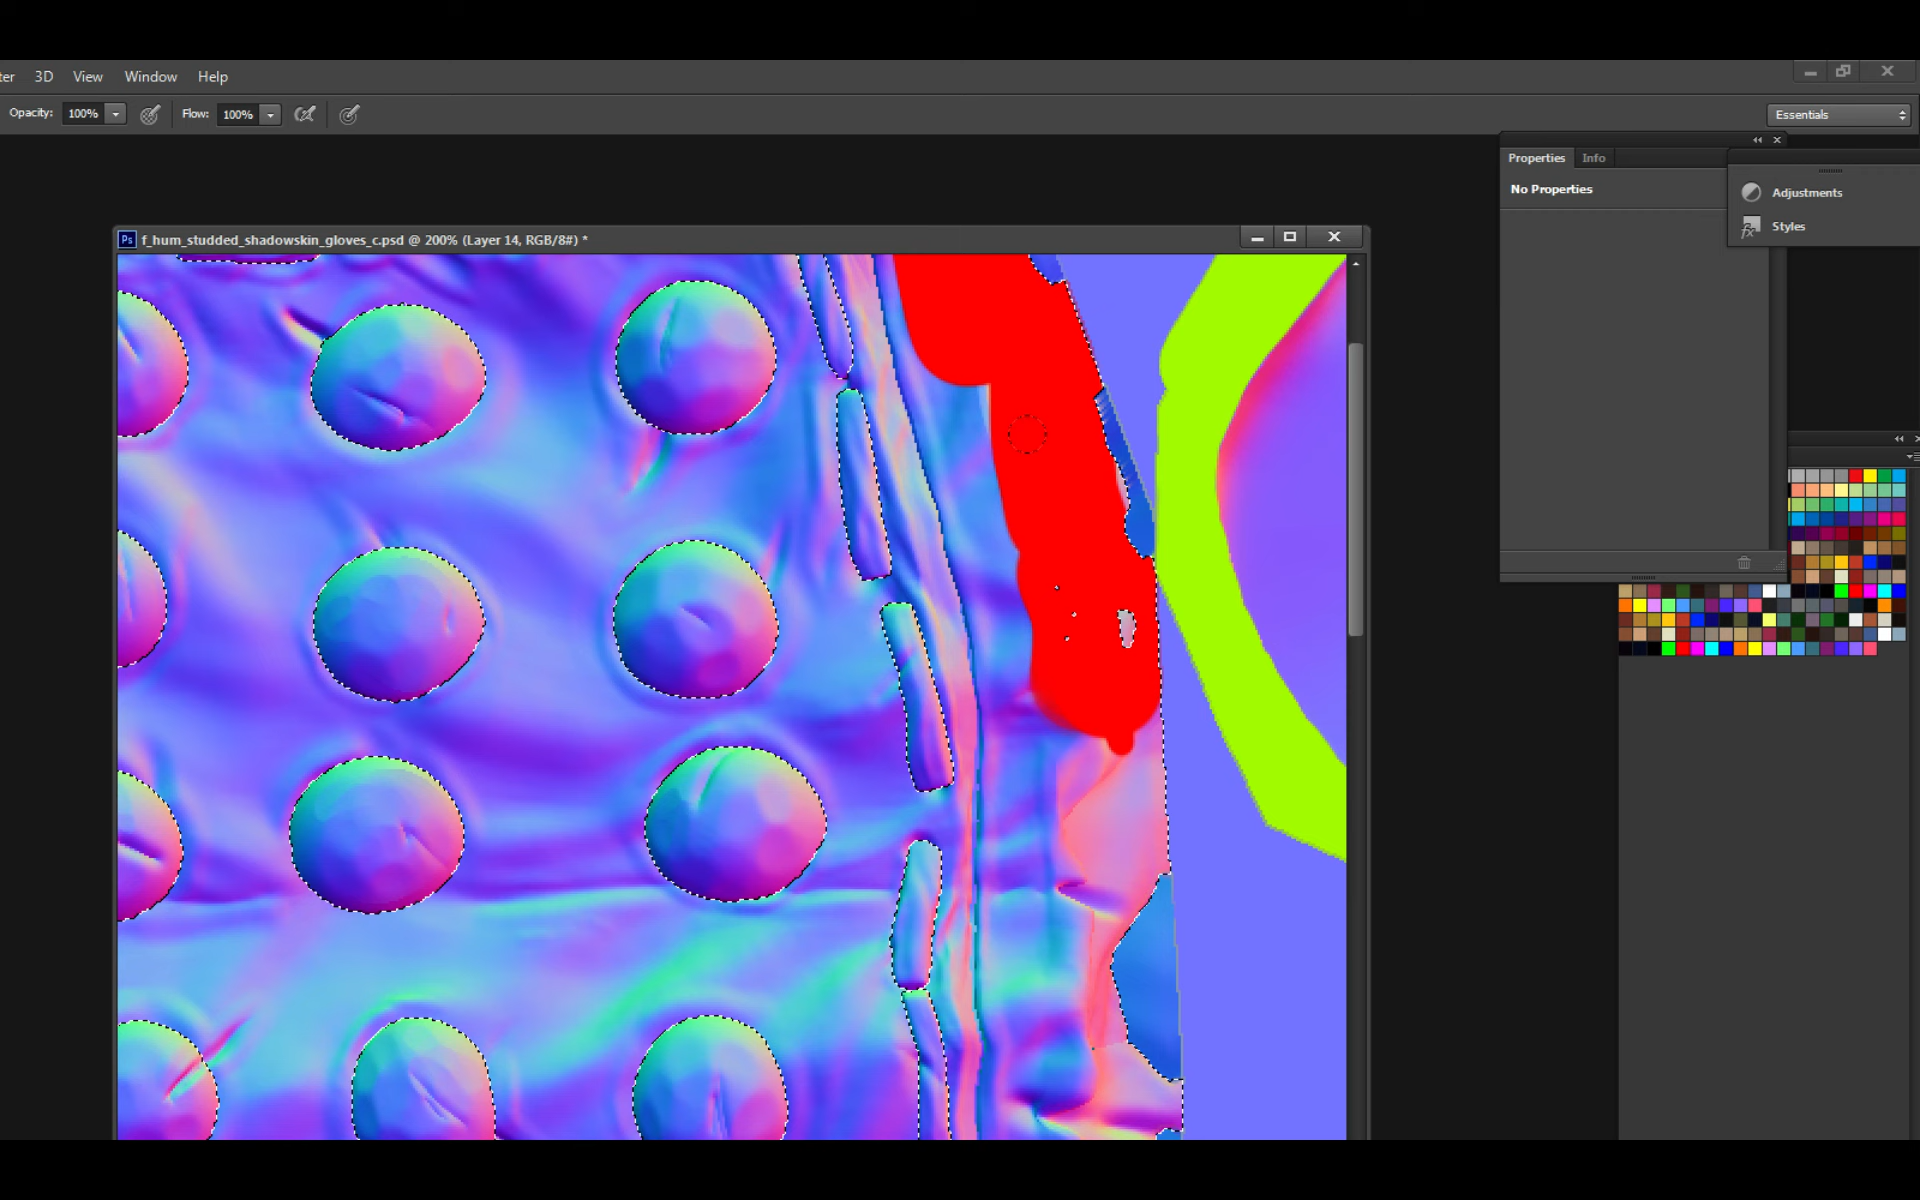 ter 3D View Window Help
Opacity: 100% Flow: 100% Essentials
Properties Info
No Properties
Adjustments
Styles
Ps f_hum_studded_shadowskin_gloves_c.psd @ 200% (Layer 14, RGB/8#) *